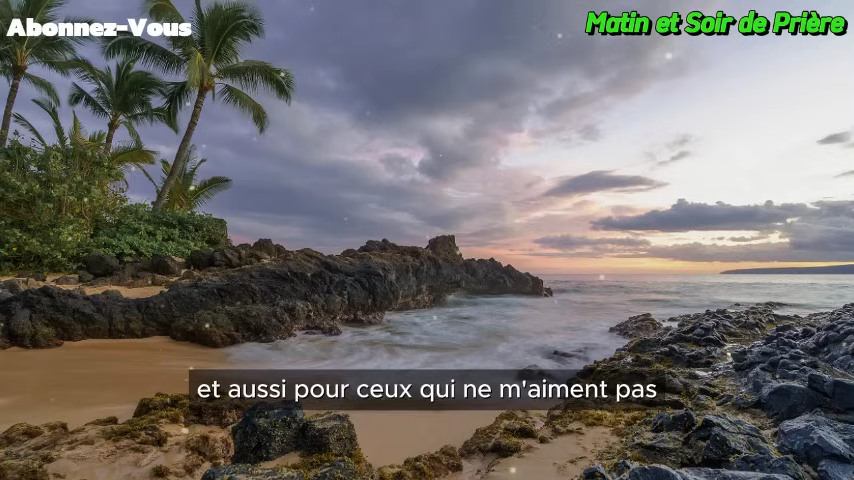 Abonnez-Vous
Matin et Soir de Prière
et aussi pour ceux qui ne m'aiment pas